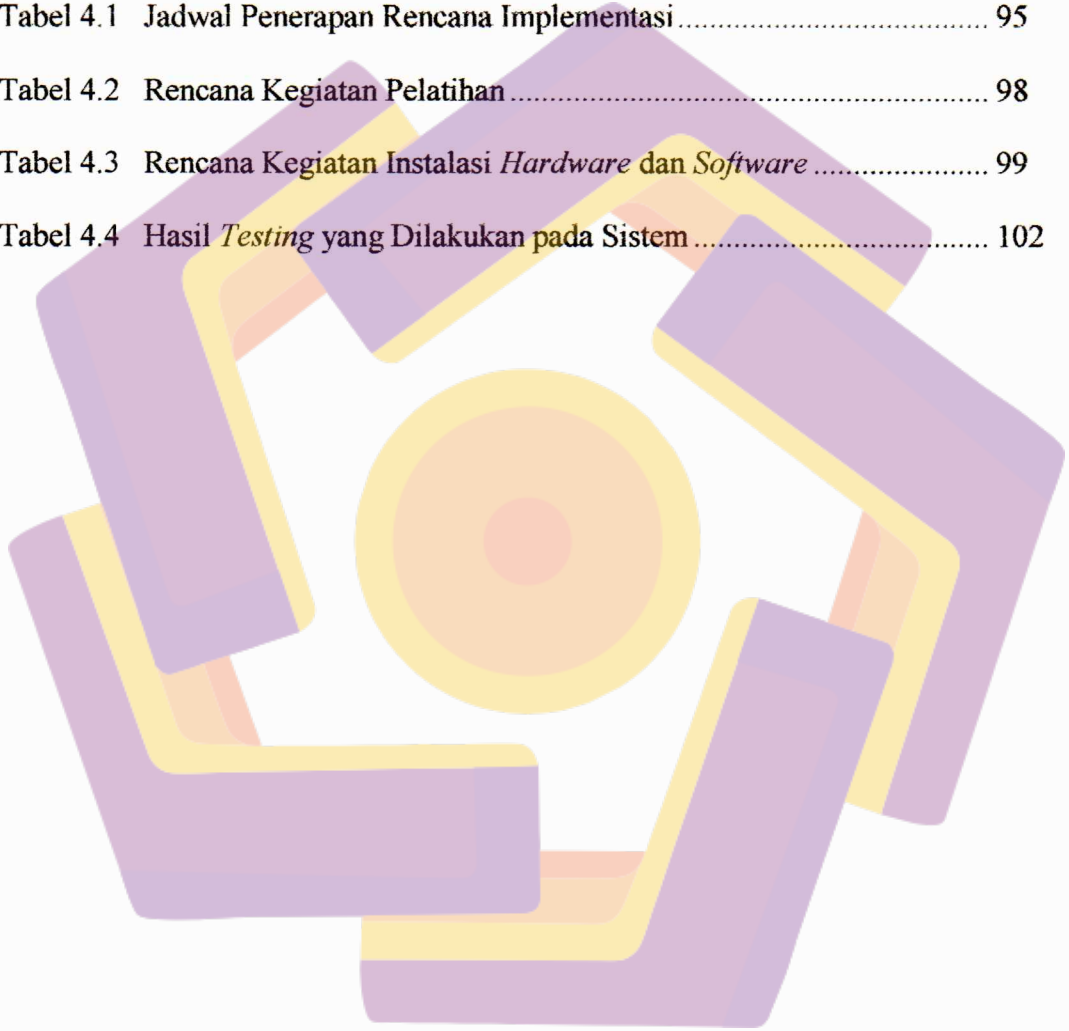 Tabel 4.1 Jadwal Penerapan Rencana Implementasi ........................................ 95
Tabel 4.2 Rencana Kegiatan Pelatihan ................................................................ 98
Tabel 4.3 Rencana Kegiatan Instalasi Hardware dan Software ...................... 99
Tabel 4.4 Hasil Testing yang Dilakukan pada Sistem ...................................... 102